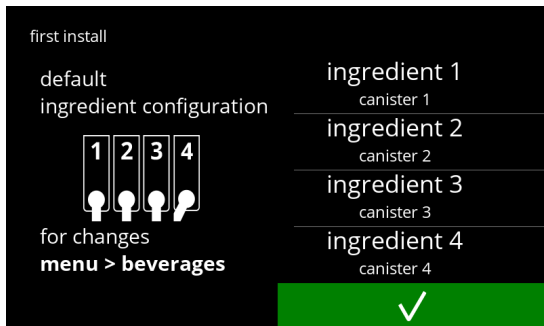 first install
default
ingredient configuration
1 2 3 4
for changes
menu > beverages
ingredient 1
canister 1
ingredient 2
canister 2
ingredient 3
canister 3
ingredient 4
canister 4